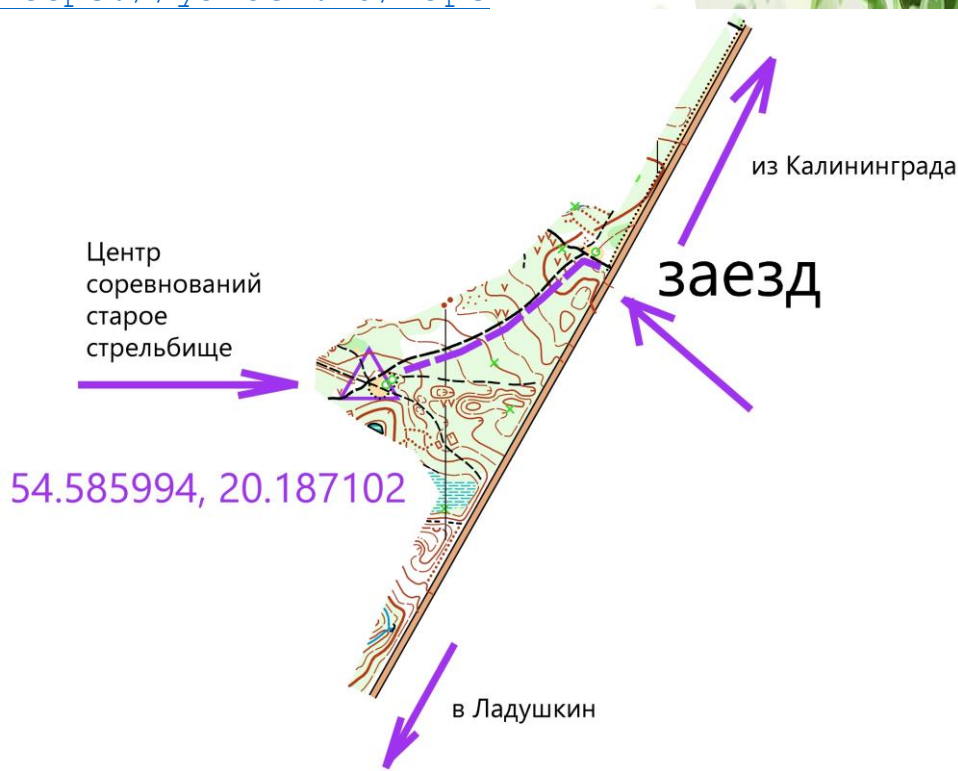 из Калининграда
Центр
соревнований
старое
стрельбище
заезд
54.585994, 20.187102
в Ладушкин